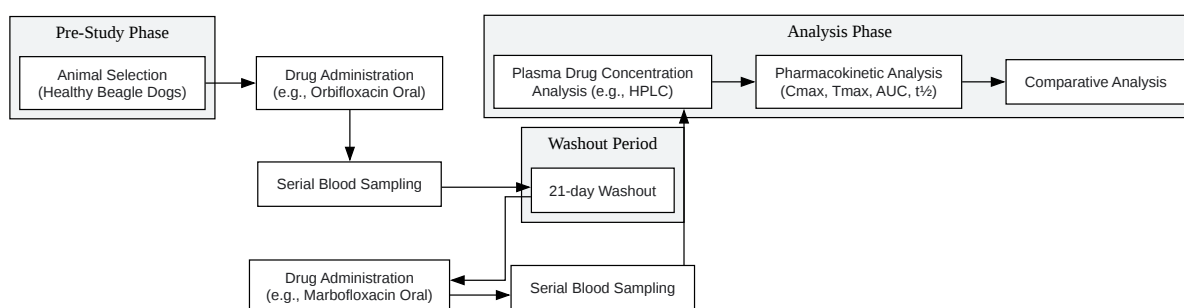 Pre-Study Phase
Animal Selection
(Healthy Beagle Dogs)
Drug Administration
(e.g., Orbifloxacin Oral)
Serial Blood Sampling
Washout Period
21-day Washout
Drug Administration
(e.g., Marbofloxacin Oral)
Serial Blood Sampling
Analysis Phase
Plasma Drug Concentration
Analysis (e.g., HPLC)
Pharmacokinetic Analysis
(Cmax, Tmax, AUC, t½)
Comparative Analysis